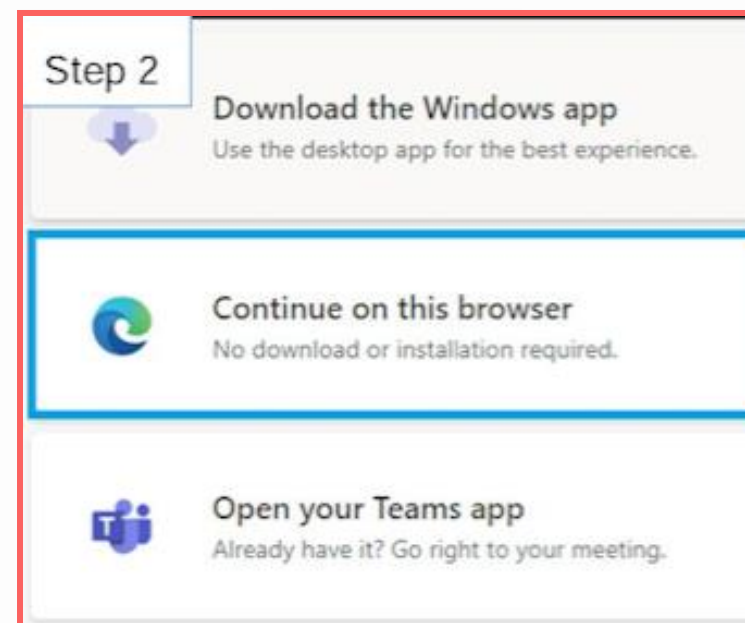 Step 2
Download the Windows app
Use the desktop app for the best experience.
Continue on this browser
No download or installation required.
Open your Teams app
Already have it? Go right to your meeting.